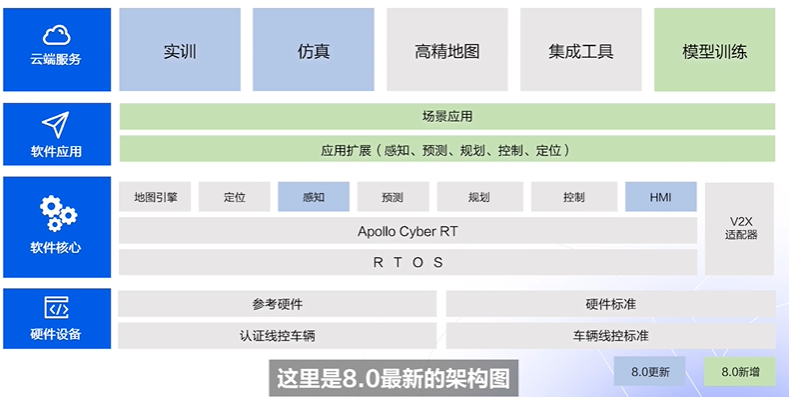 云端服务
实训
仿真
高精地图
集成工具
模型训练
软件应用
场景应用
应用扩展（感知、预测、规划、控制、定位）
软件核心
地图引擎
定位
感知
预测
规划
控制
HMI
V2X
适配器
Apollo Cyber RT
R T O S
硬件设备
参考硬件
硬件标准
认证线控车辆
车辆线控标准
8.0更新
8.0新增
这里是8.0最新的架构图